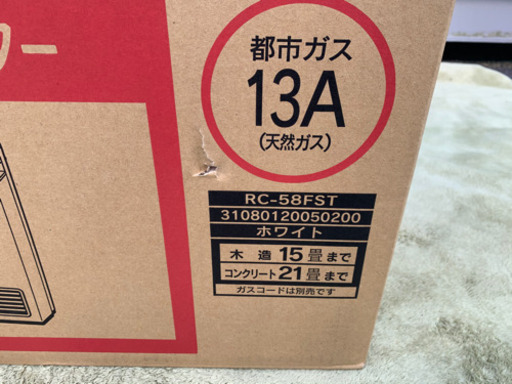 ター
都市ガス
13A
(天然ガス)
RC-58FST
31080120050200
ホワイト
木造15畳まで
コンクリート21畳まで
ガスコードは別売です